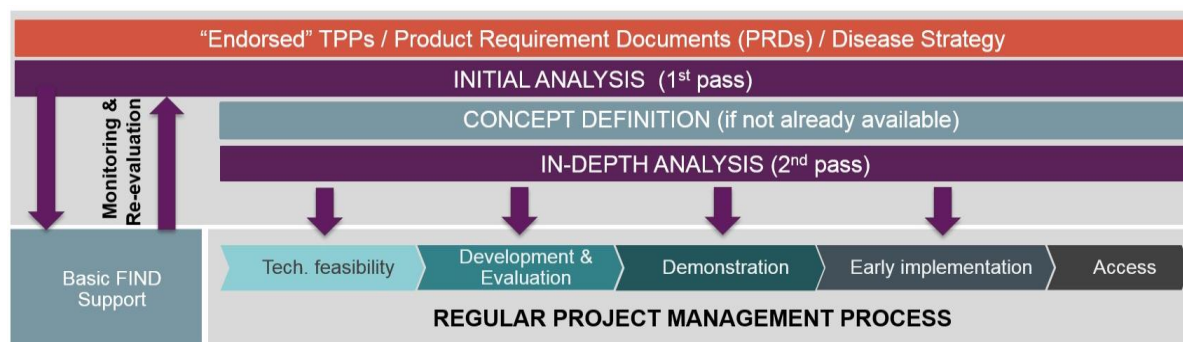 “Endorsed” TPPs / Product Requirement Documents (PRDs) / Disease Strategy
INITIAL ANALYSIS (1st pass)
CONCEPT DEFINITION (if not already available)
IN-DEPTH ANALYSIS (2nd pass)
Monitoring &
Re-evaluation
Basic FIND
Support
Tech. feasibility
Development &
Evaluation
Demonstration
Early implementation
Access
REGULAR PROJECT MANAGEMENT PROCESS